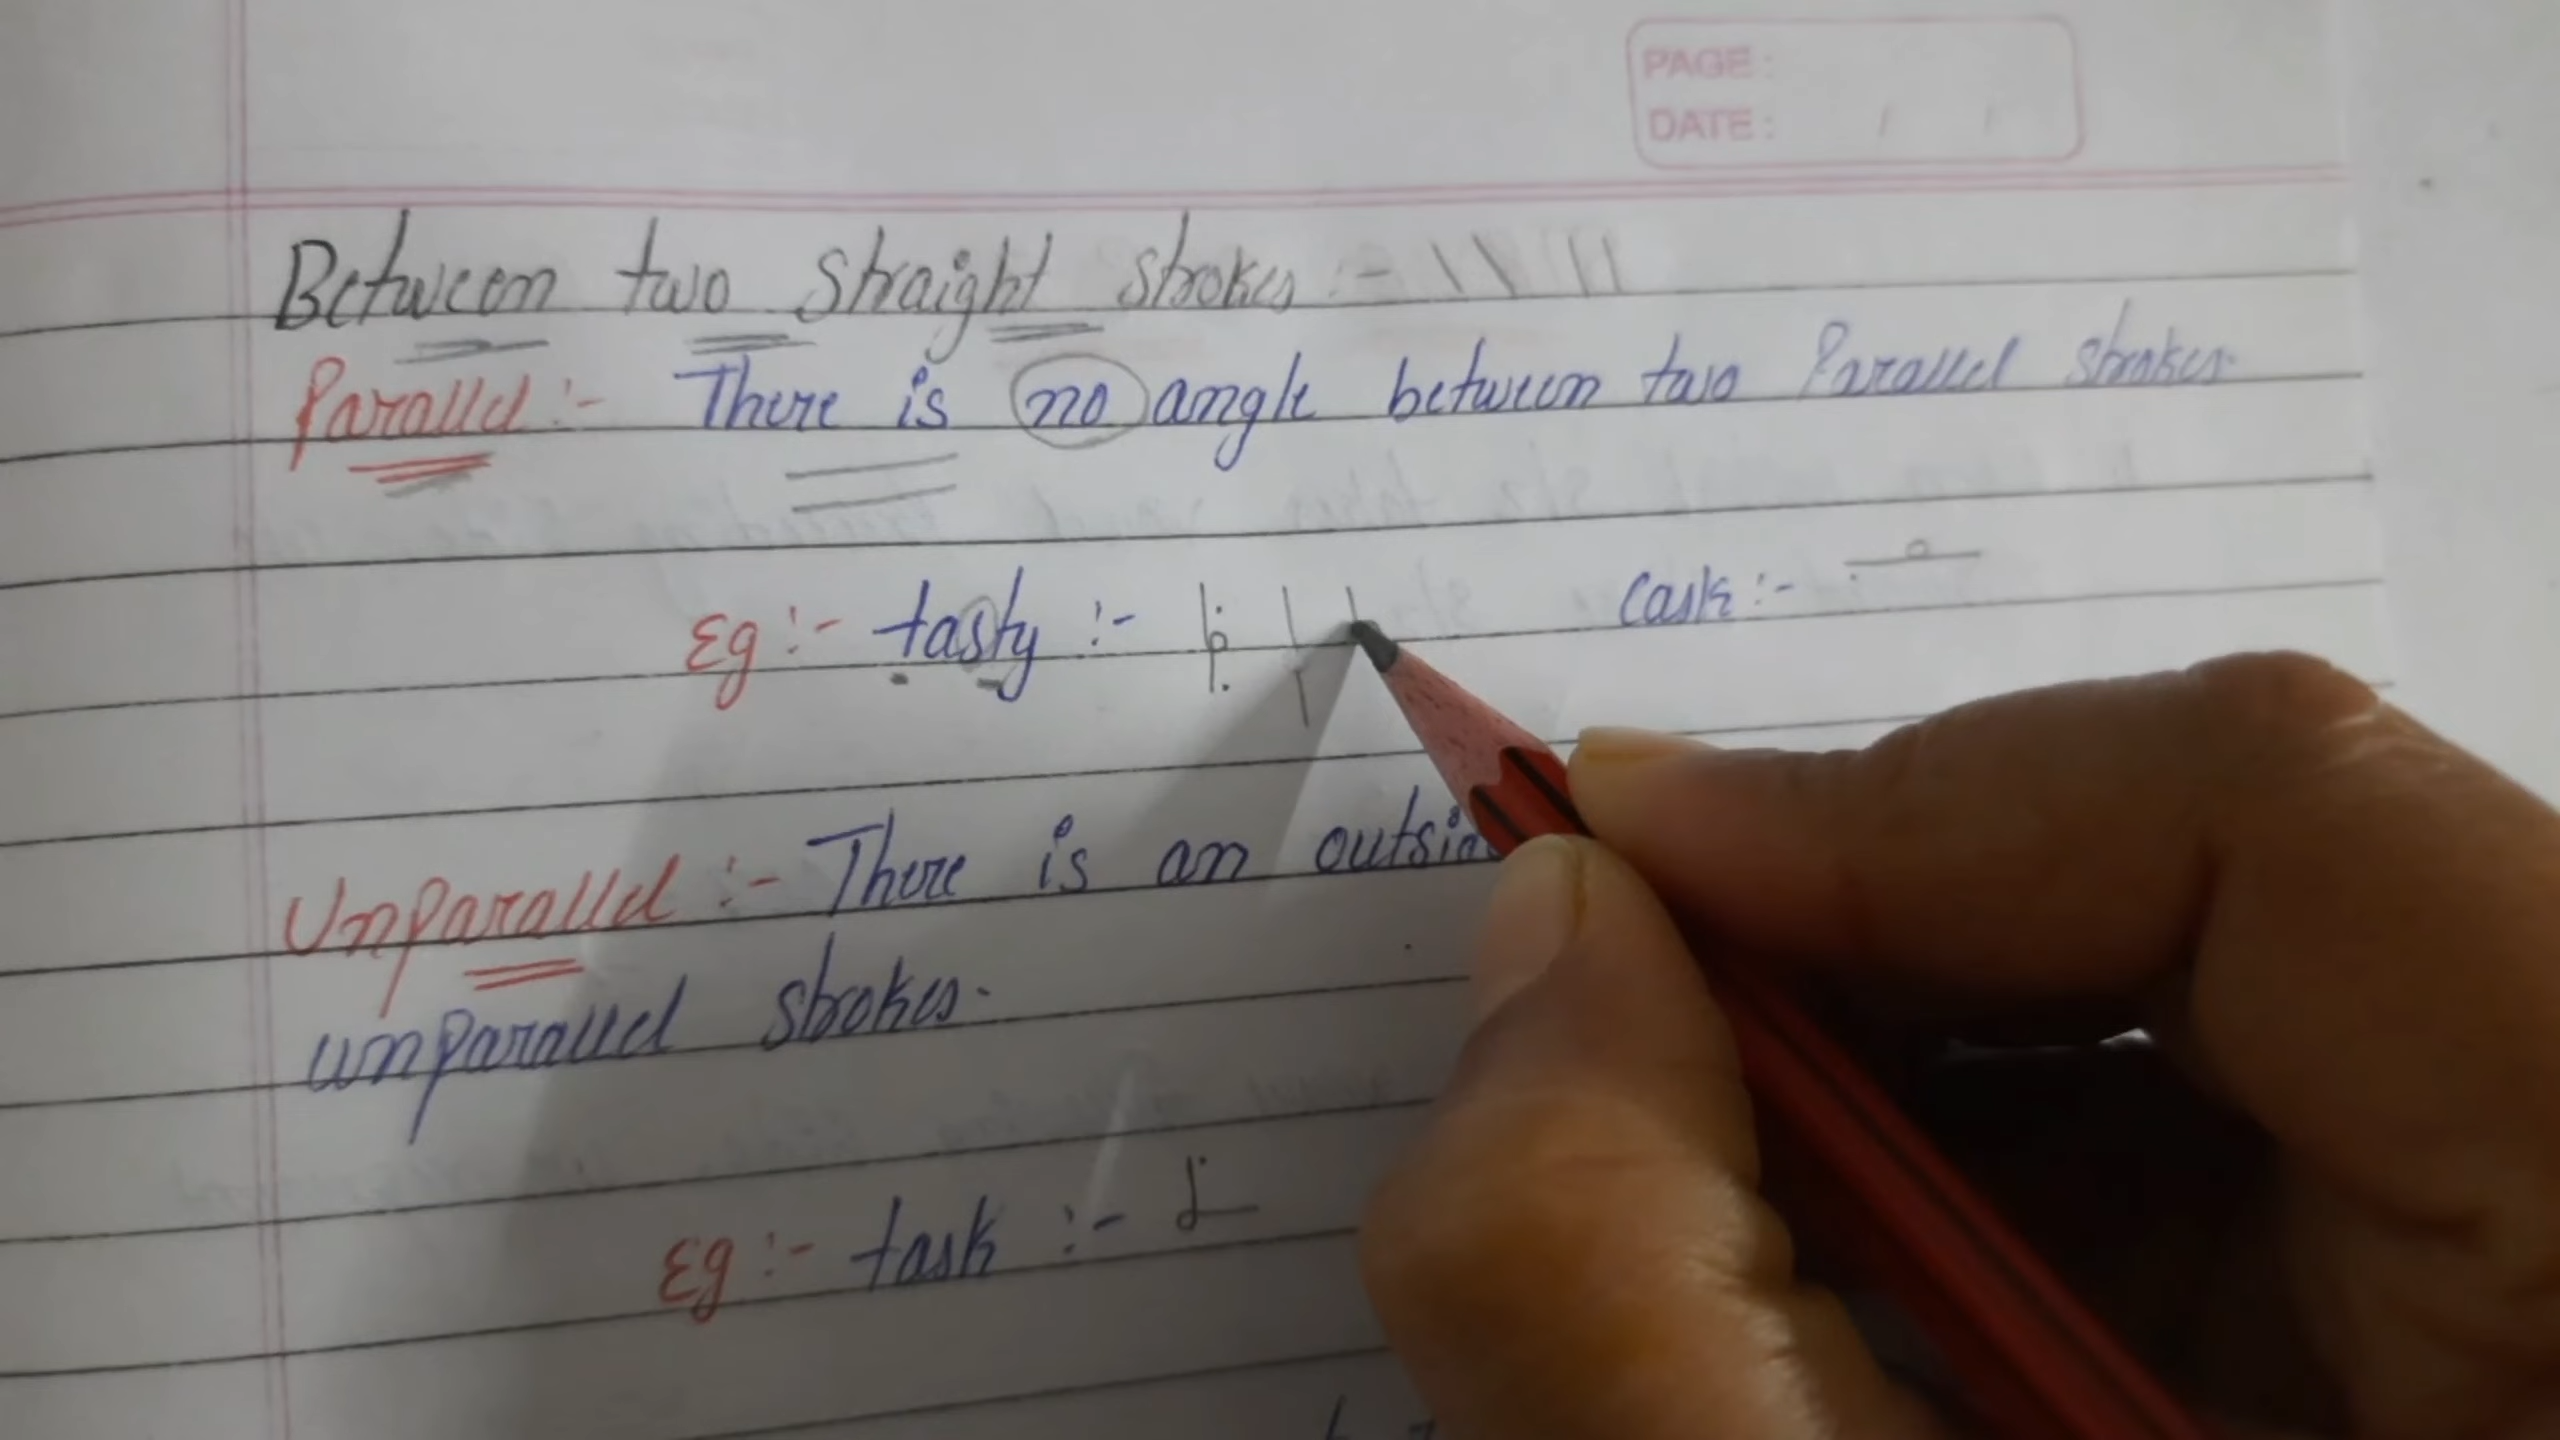 PAGE:
DATE: / /
Between two straight strokes :-
Parallel :- There is no angle between two Parallel strokes.
Eg :- tasty :- Cask :-
Unparallel :- There is an outside
unparallel strokes.
Eg :- task :-